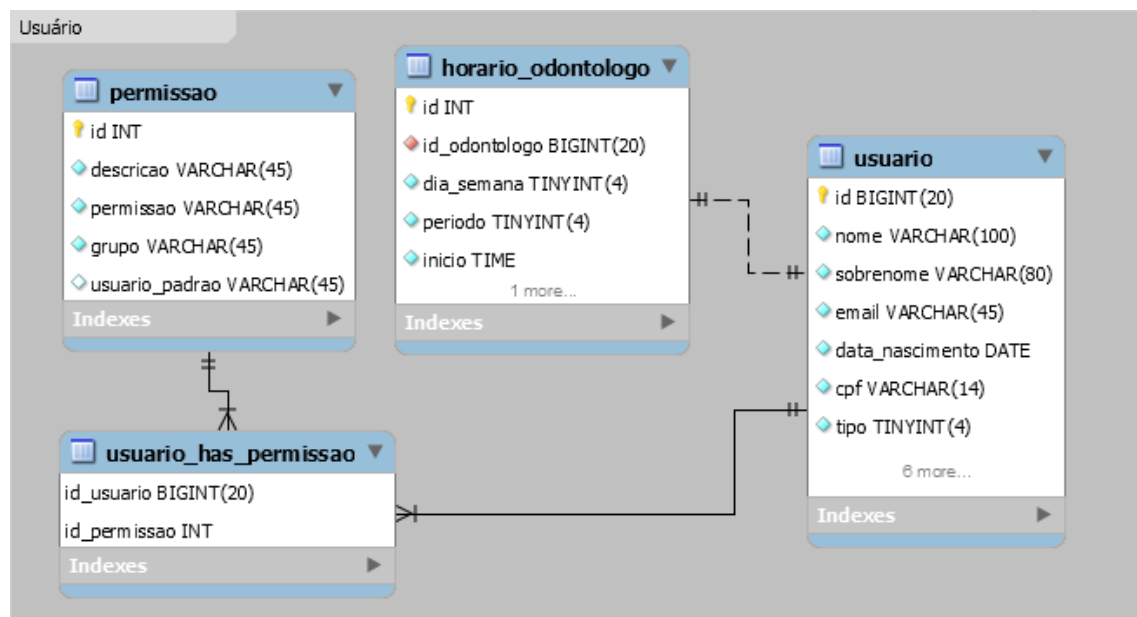 Usuário
permissao
id INT
descricao VARCHAR(45)
permissao VARCHAR(45)
grupo VARCHAR(45)
usuario_padrao VARCHAR(45)
Indexes
horario_odontologo
id INT
id_odontologo BIGINT(20)
dia_semana TINYINT(4)
periodo TINYINT(4)
inicio TIME
1 more...
Indexes
usuario
id BIGINT(20)
nome VARCHAR(100)
sobrenome VARCHAR(80)
email VARCHAR(45)
data_nascimento DATE
cpf VARCHAR(14)
tipo TINYINT(4)
6 more...
Indexes
usuario_has_permissao
id_usuario BIGINT(20)
id_permissao INT
Indexes